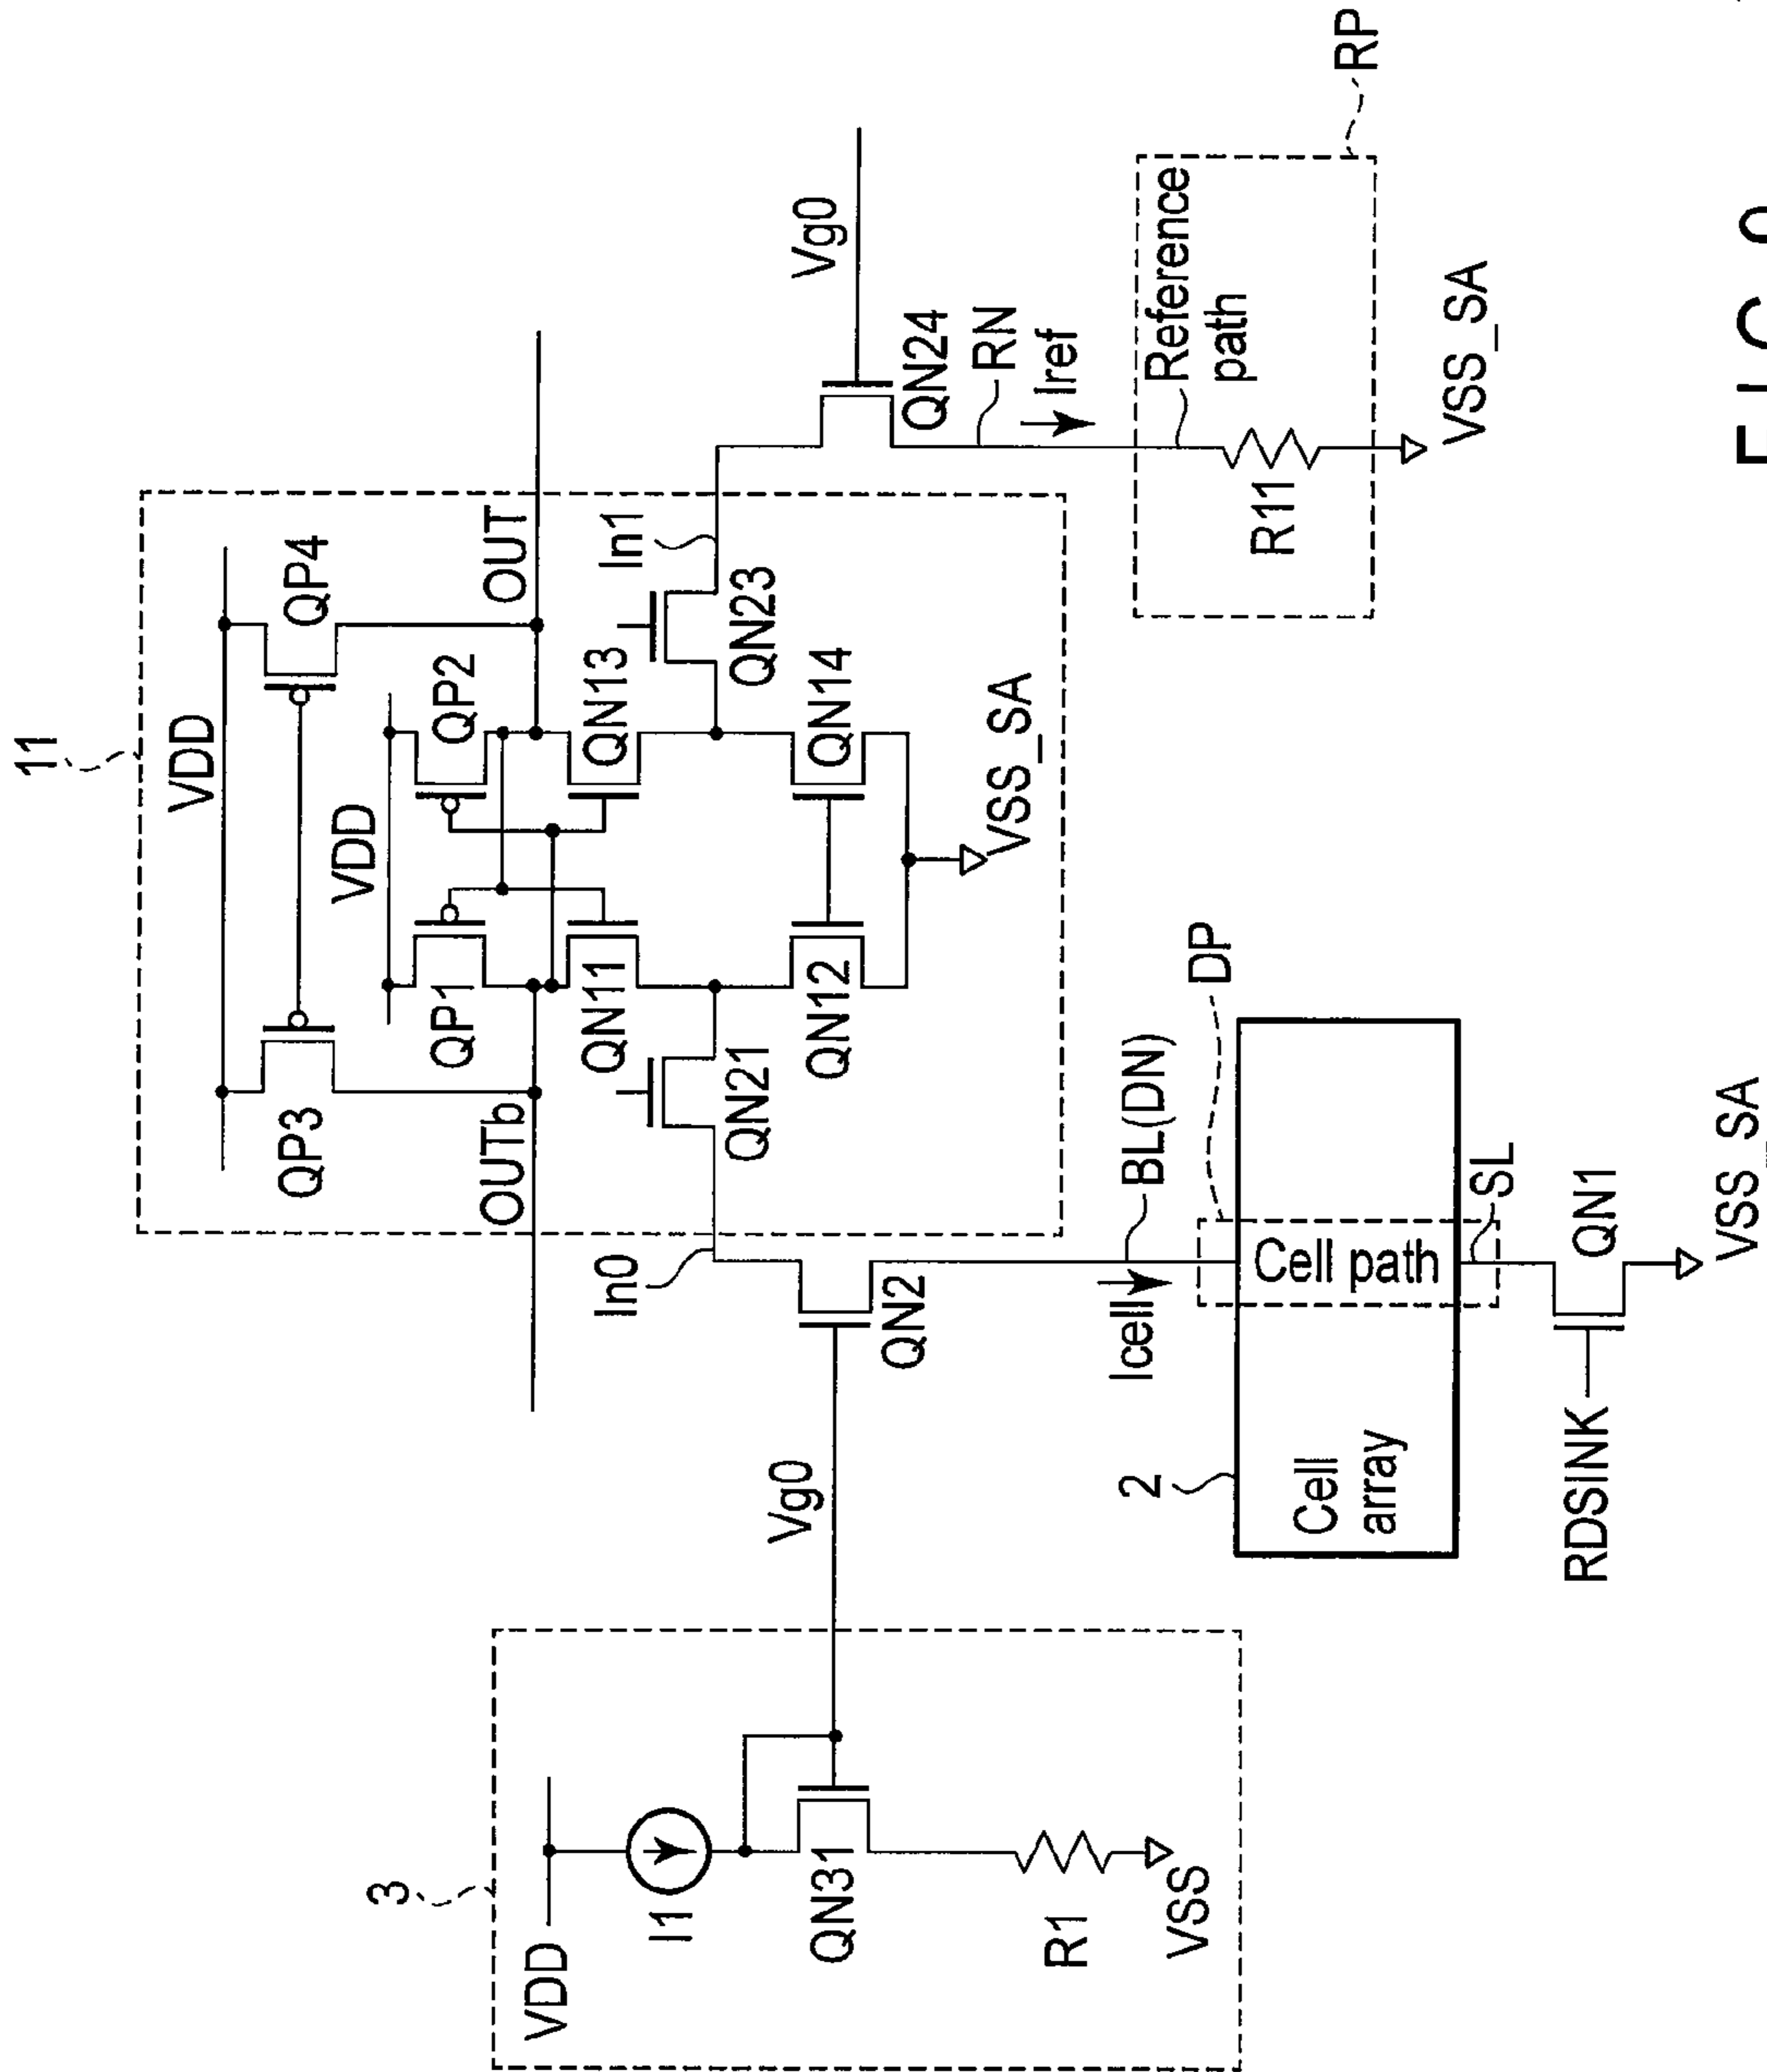 11
VDD
QP3
QP4
VDD
QP1
QP2
OUTb
OUT
QN11
QN13
In0
QN21
QN23
In1
QN12
QN14
VSS_SA
3
VDD
I1
QN31
R1
VSS
Vg0
QN2
Vg0
QN24
RN
Iref
Icell
BL(DN)
DP
2
Cell path
Cell
array
SL
RDSINK
QN1
VSS_SA
Reference
path
RP
R11
VSS_SA